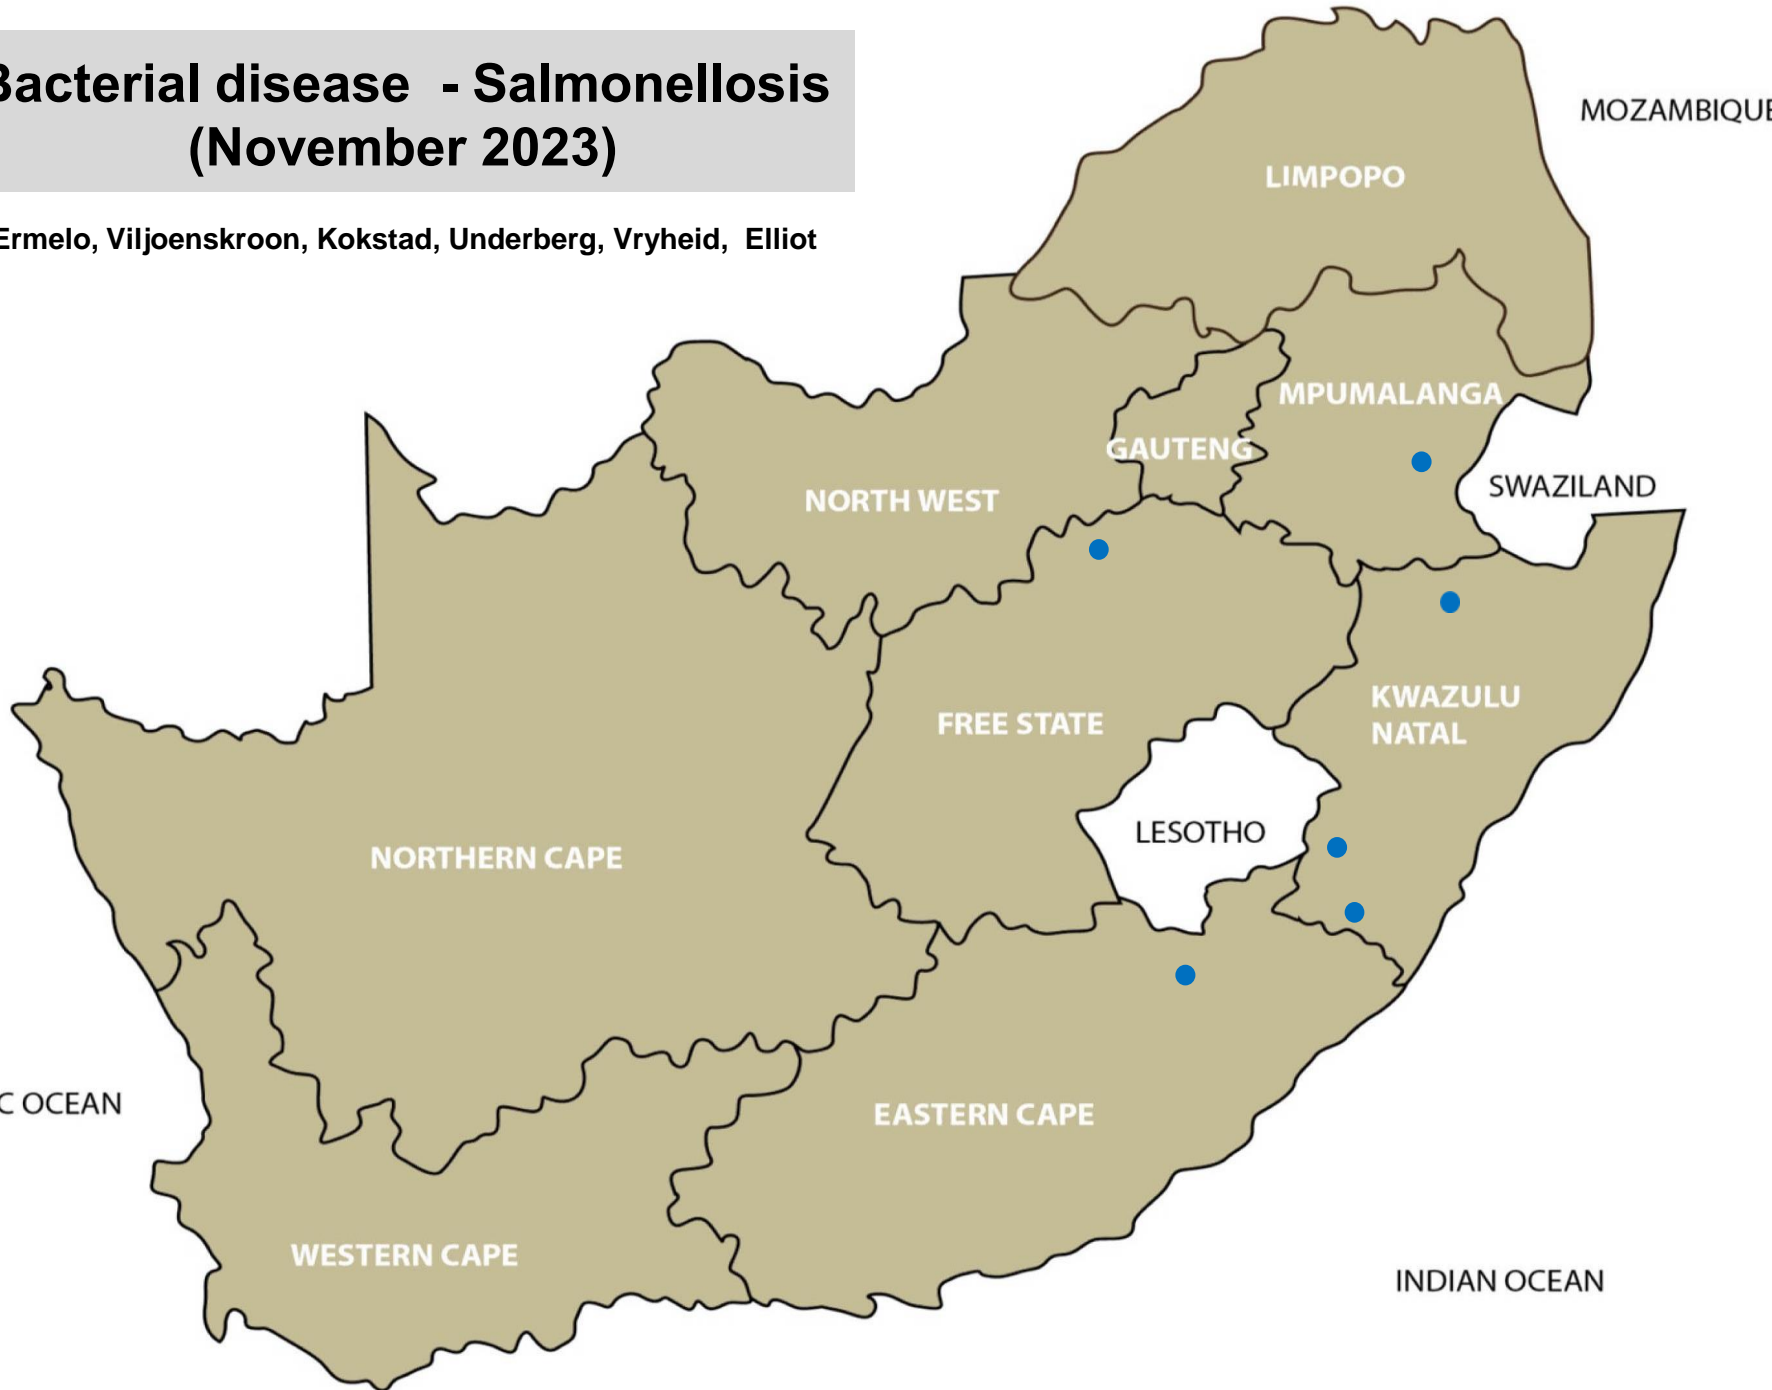 Bacterial disease - Salmonellosis
(November 2023)
Ermelo, Viljoenskroon, Kokstad, Underberg, Vryheid, Elliot
MOZAMBIQUE
LIMPOPO
MPUMALANGA
GAUTENG
SWAZILAND
NORTH WEST
KWAZULU
NATAL
FREE STATE
LESOTHO
NORTHERN CAPE
C OCEAN
EASTERN CAPE
WESTERN CAPE
INDIAN OCEAN